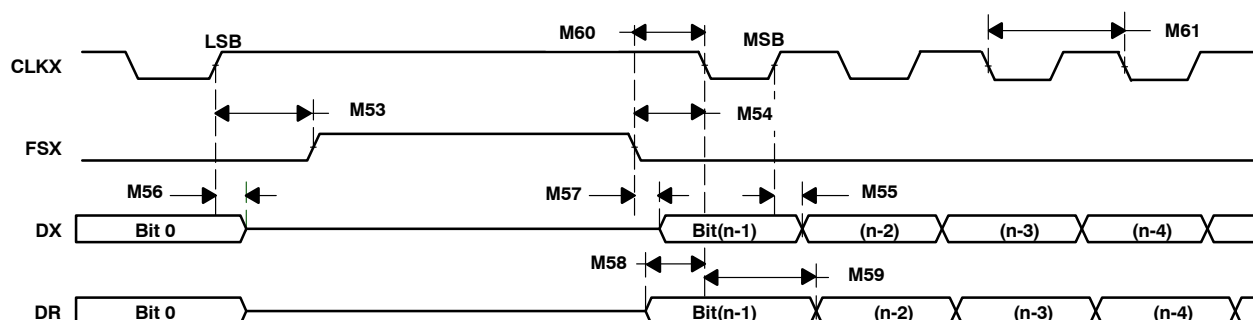 LSB
M60
MSB
M61
CLKX
M53
M54
FSX
M56
M57
M55
DX
Bit 0
Bit(n-1)
(n-2)
(n-3)
(n-4)
M58
M59
DR
Bit 0
Bit(n-1)
(n-2)
(n-3)
(n-4)